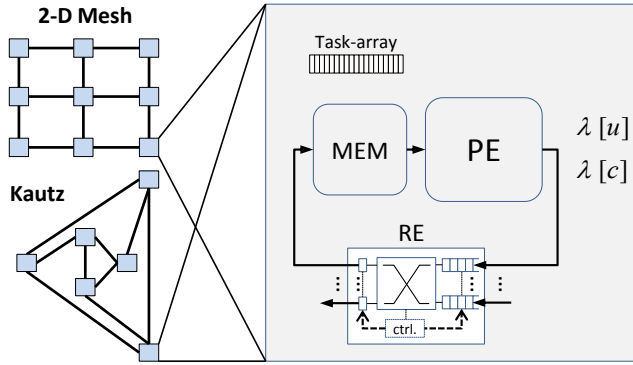 2-D Mesh
Kautz
Task-array
MEM
PE
λ [u]
λ [c]
RE
ctrl.